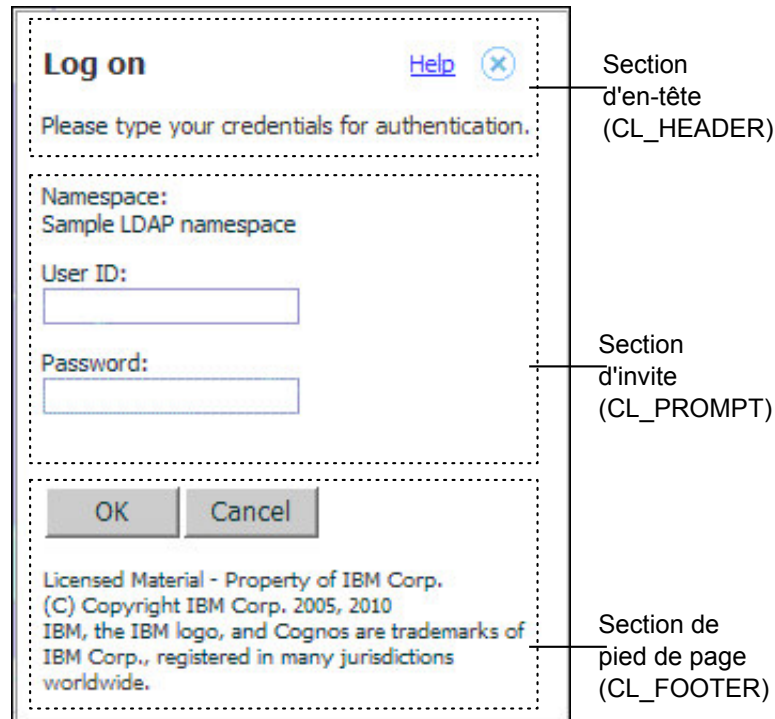 Log on
Help
Please type your credentials for authentication.
Section
d'en-tête
(CL_HEADER)
Namespace:
Sample LDAP namespace
User ID:
Password:
Section
d'invite
(CL_PROMPT)
OK
Cancel
Licensed Material - Property of IBM Corp.
(C) Copyright IBM Corp. 2005, 2010
IBM, the IBM logo, and Cognos are trademarks of
IBM Corp., registered in many jurisdictions
worldwide.
Section de
pied de page
(CL_FOOTER)